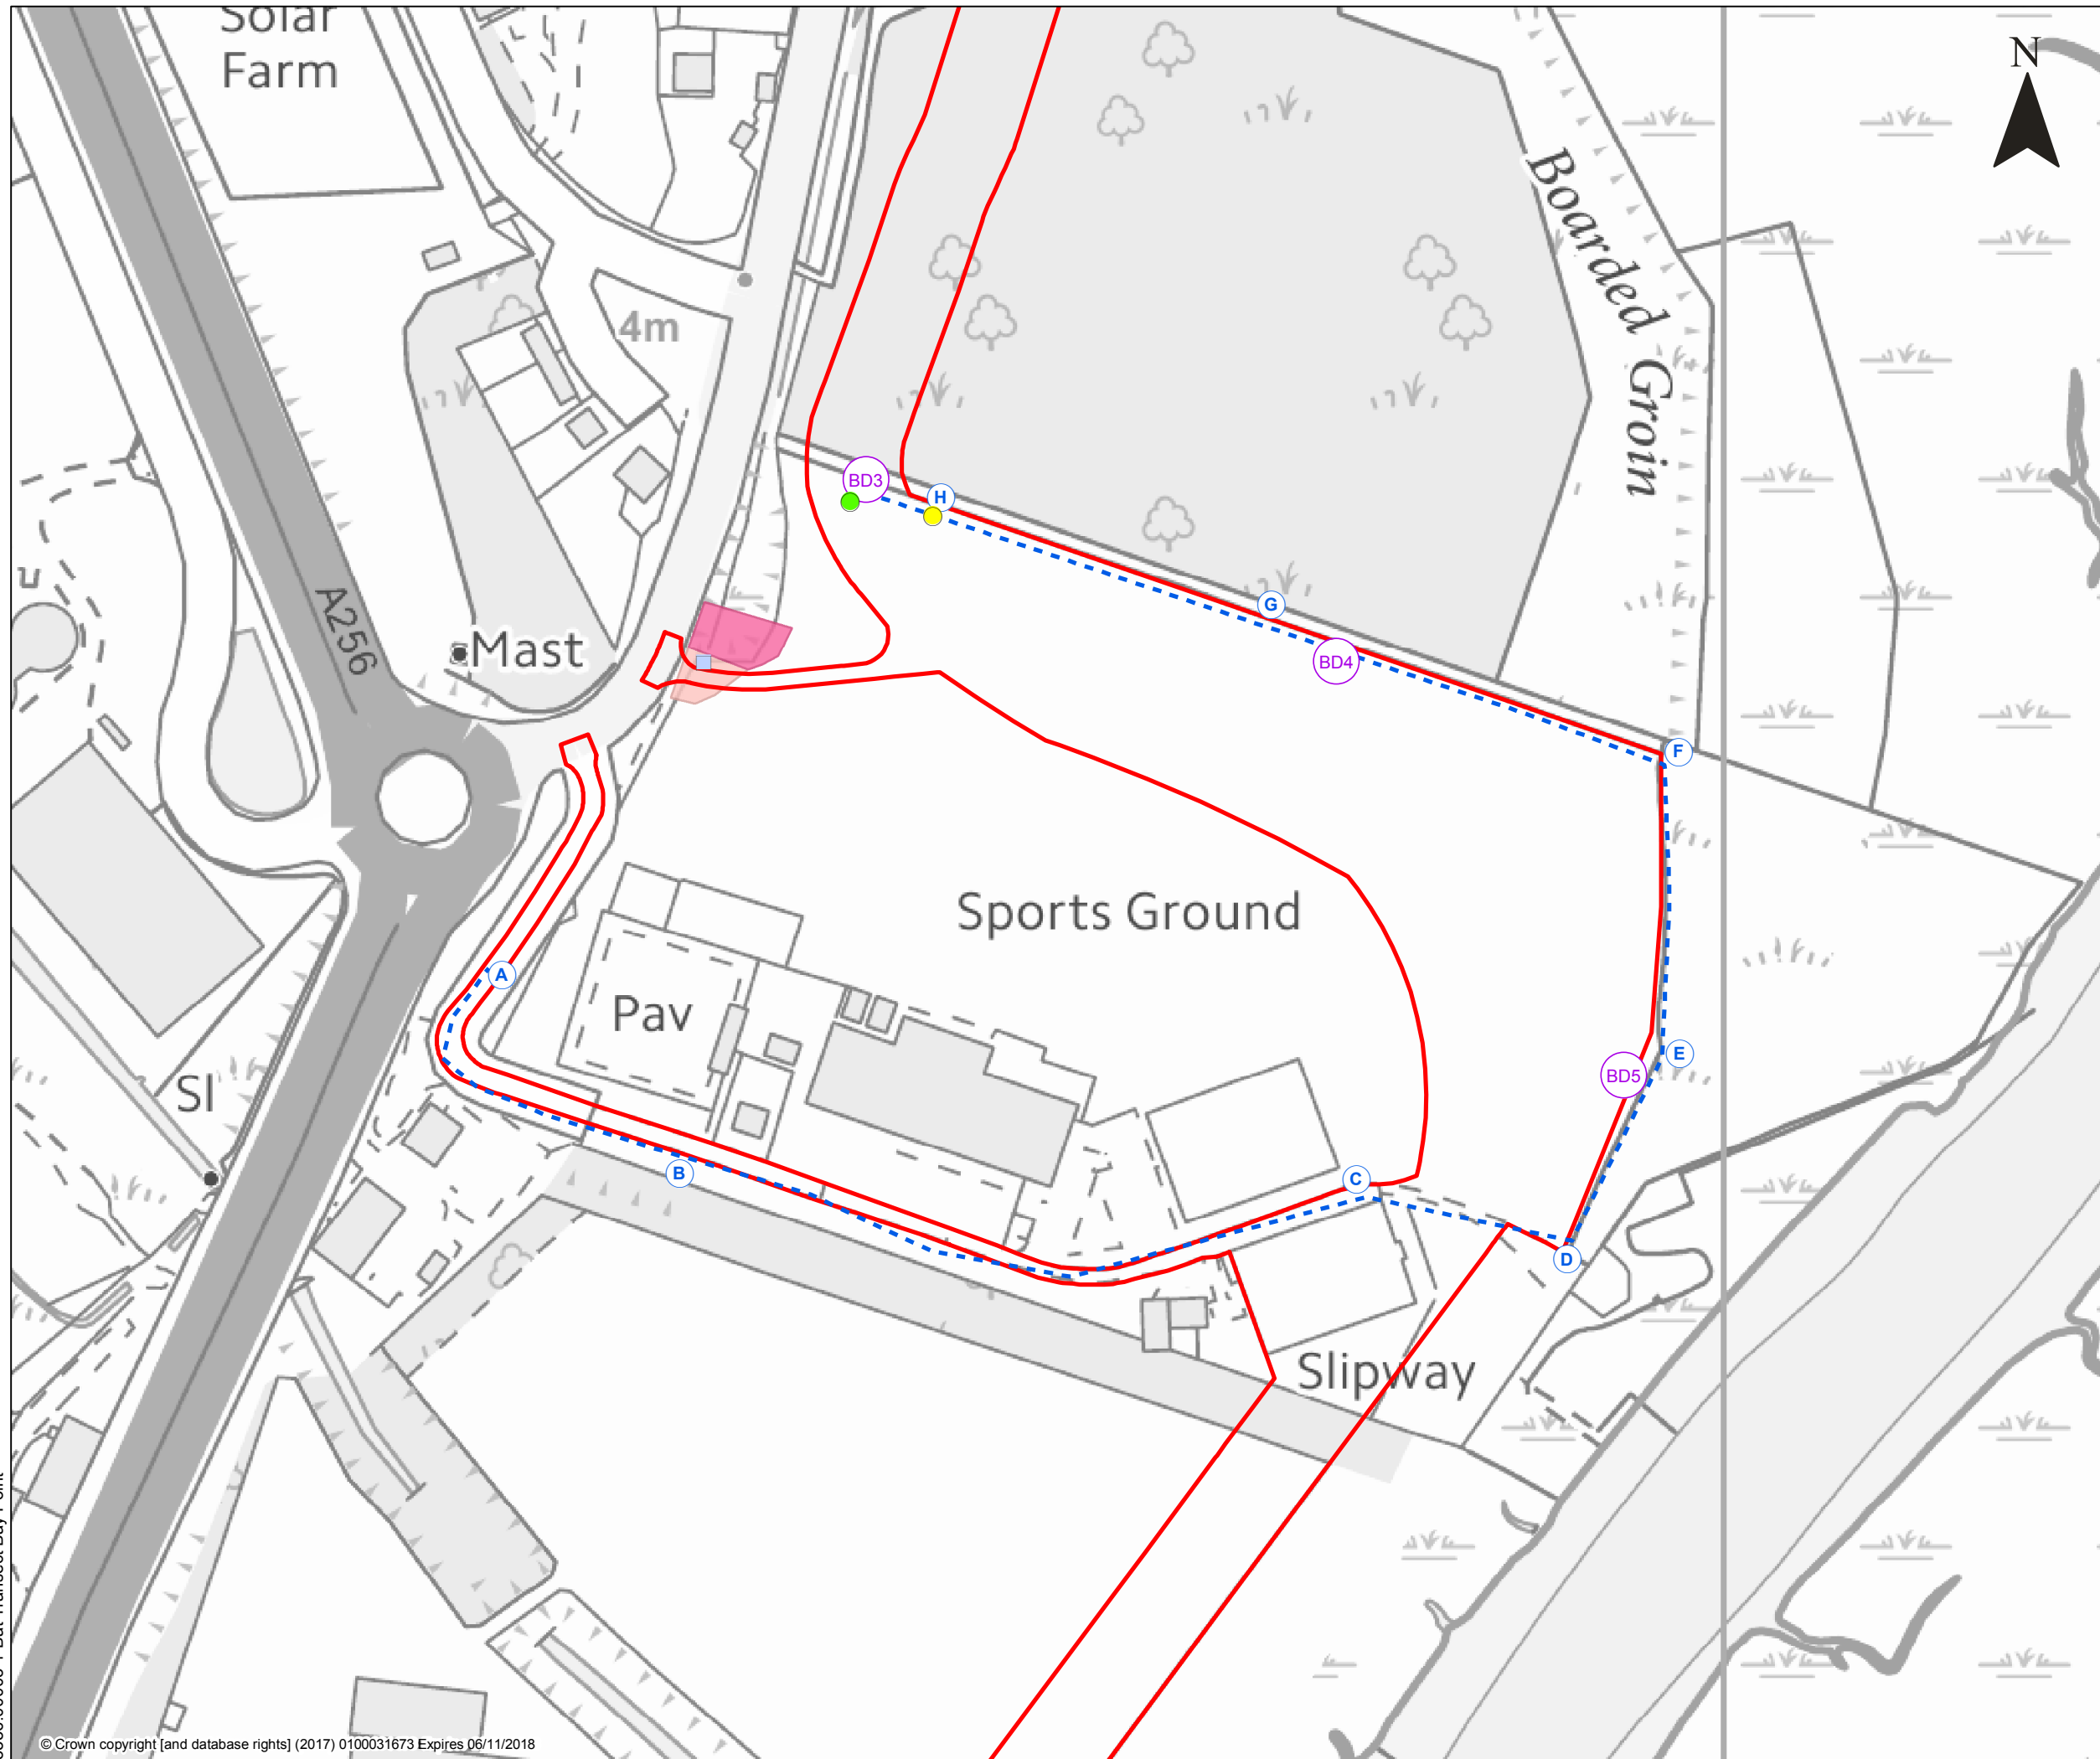 Solar
Farm
N
Boarded Groin
4m
BD3
H
G
BD4
A256
Mast
F
Sports Ground
A
Pav
E
BD5
Sl
B
C
D
Slipway
© Crown copyright [and database rights] (2017) 0100031673 Expires 06/11/2018